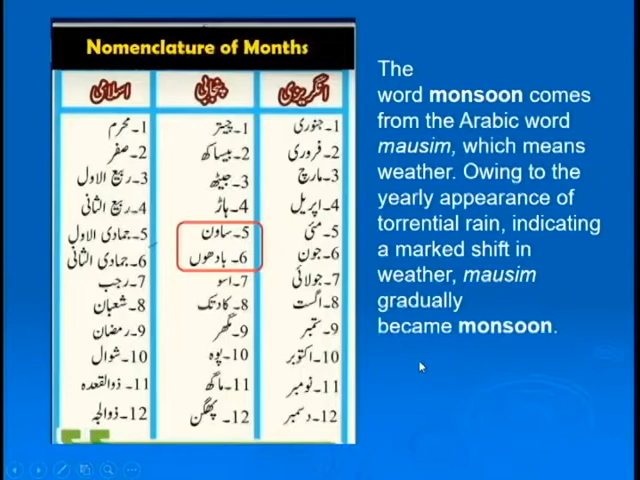 Nomenclature of Months
انگریزی
پنجابی
اسلامی
1۔جنوری
1۔چیتر
1۔محرم
2۔فروری
2۔بیساکھ
2۔صفر
3۔مارچ
3۔جیٹھ
3۔ربیع الاول
4۔اپریل
4۔ہاڑ
4۔ربیع الثانی
5۔مئی
5۔ساون
5۔جمادی الاول
6۔جون
6۔بادھوں
6۔جمادی الثانی
7۔جولائی
7۔اسو
7۔رجب
8۔اگست
8۔کادتک
8۔شعبان
9۔ستمبر
9۔مگھر
9۔رمضان
10۔اکتوبر
10۔پوہ
10۔شوال
11۔نومبر
11۔ماگھ
11۔ذوالقعدہ
12۔دسمبر
12۔پھگن
12۔ذوالجہ
The
word monsoon comes
from the Arabic word
mausim, which means
weather. Owing to the
yearly appearance of
torrential rain, indicating
a marked shift in
weather, mausim
gradually
became monsoon.